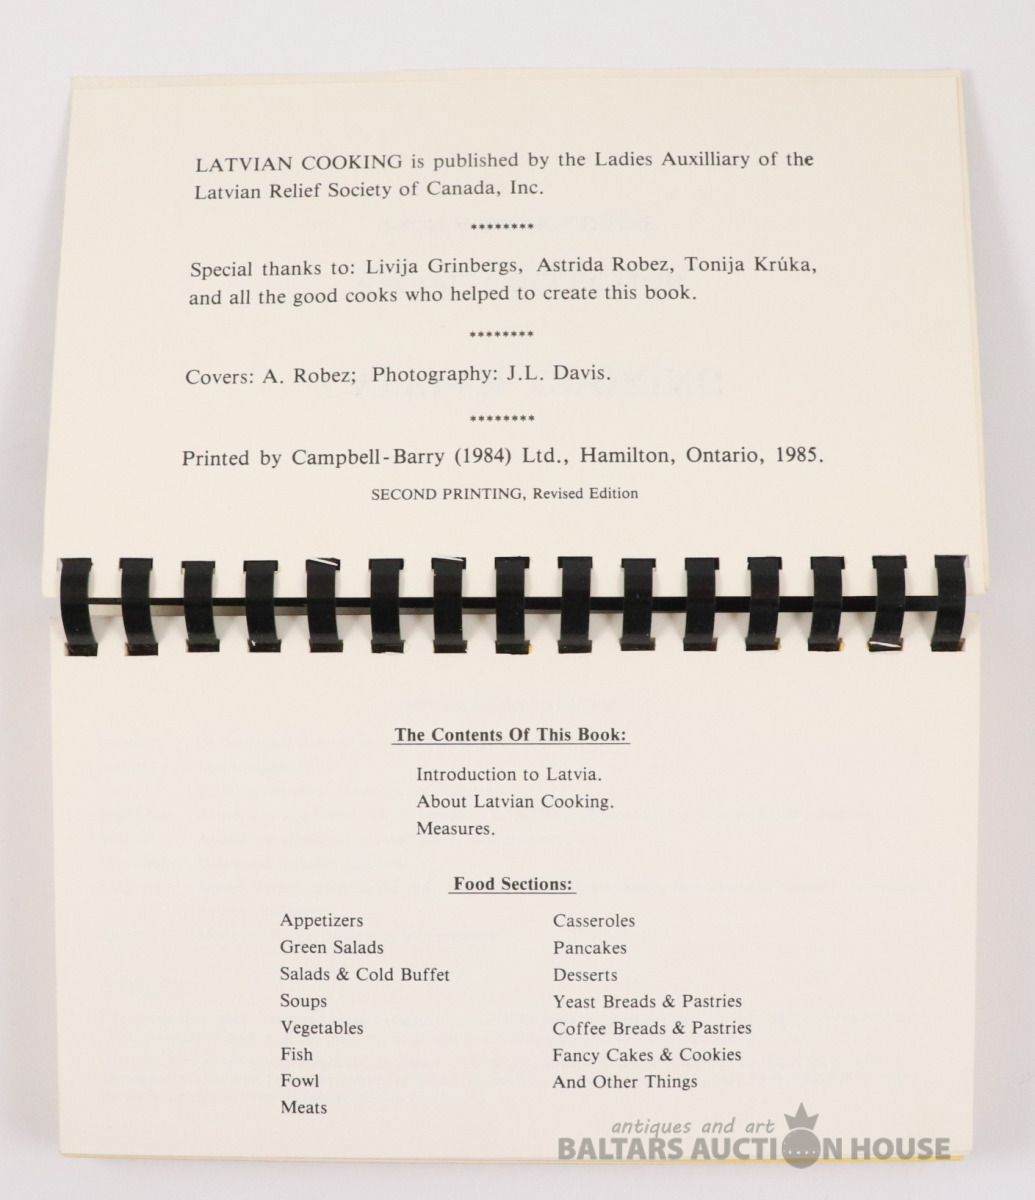 LATVIAN COOKING is published by the Ladies Auxilliary of the
Latvian Relief Society of Canada, Inc.
********
Special thanks to: Livija Grinbergs, Astrida Robez, Tonija Krúka,
and all the good cooks who helped to create this book.
********
Covers: A. Robez; Photography: J.L. Davis.
********
Printed by Campbell-Barry (1984) Ltd., Hamilton, Ontario, 1985.
SECOND PRINTING, Revised Edition
The Contents Of This Book:
Introduction to Latvia.
About Latvian Cooking.
Measures.
Food Sections:
Appetizers
Green Salads
Salads & Cold Buffet
Soups
Vegetables
Fish
Fowl
Meats
Casseroles
Pancakes
Desserts
Yeast Breads & Pastries
Coffee Breads & Pastries
Fancy Cakes & Cookies
And Other Things
antiques and art
BALTARS AUCTION HOUSE